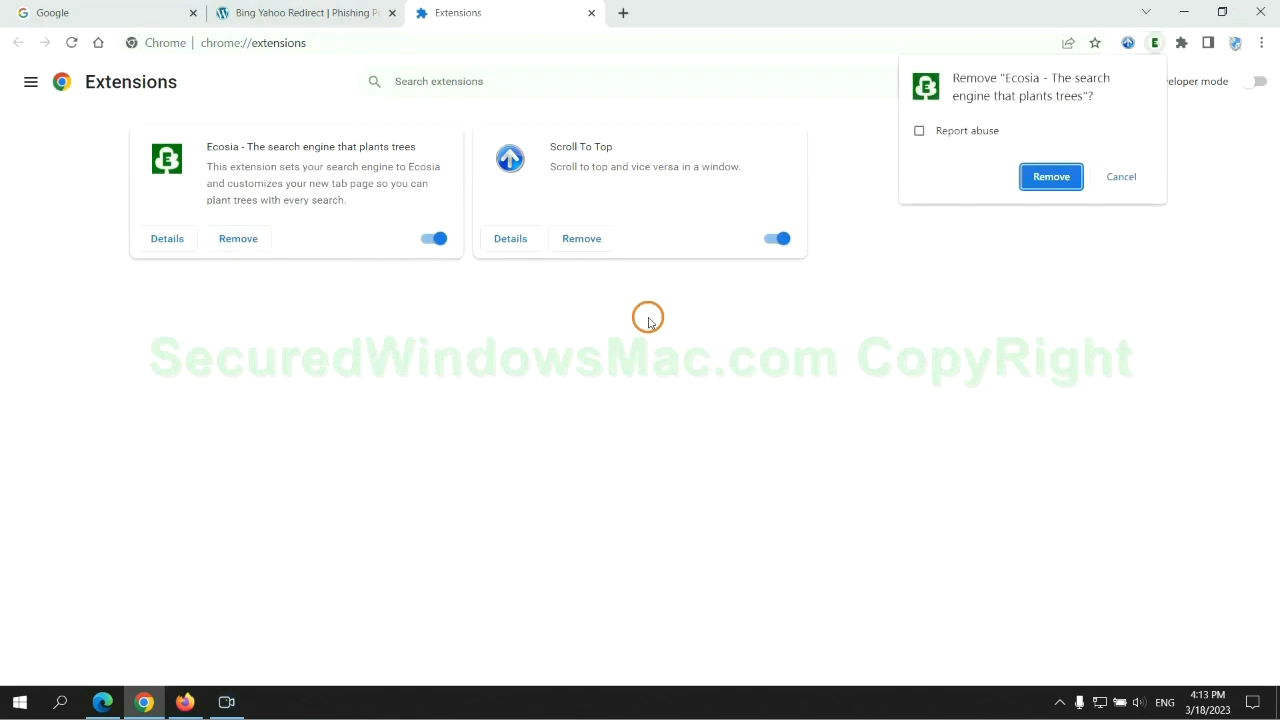 Google
Bing Yahoo Redirect | Phishing P
Extensions
Chrome | chrome://extensions
Extensions
Search extensions
eloper mode
Remove "Ecosia - The search
engine that plants trees"?
Report abuse
Remove
Cancel
Ecosia - The search engine that plants trees
This extension sets your search engine to Ecosia
and customizes your new tab page so you can
plant trees with every search.
Details
Remove
Scroll To Top
Scroll to top and vice versa in a window.
Details
Remove
SecuredWindowsMac.com CopyRight
ENG
4:13 PM
3/18/2023